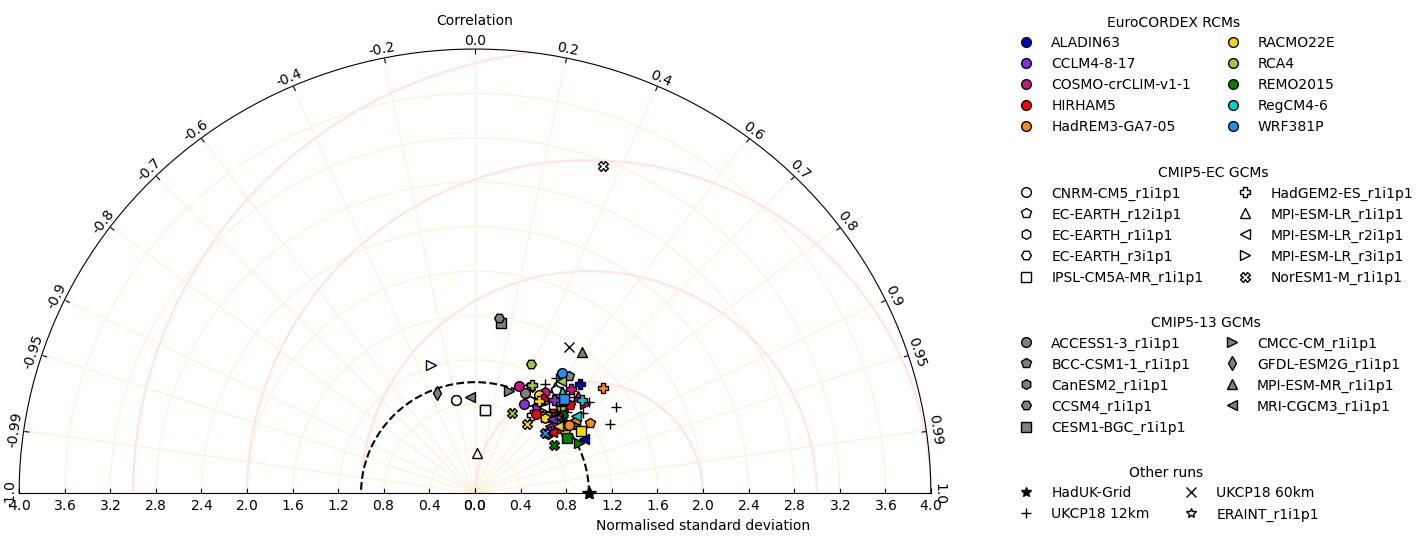 Correlation
-0.2 0.0 0.2
-0.4 0.4
-0.6 0.6
-0.7 0.7
-0.8 0.8
-0.9 0.9
-0.95 0.95
-0.99 0.99
-1.0 1.0
4.0 3.6 3.2 2.8 2.4 2.0 1.6 1.2 0.8 0.4 0.0 0.4 0.8 1.2 1.6 2.0 2.4 2.8 3.2 3.6 4.0
Normalised standard deviation
EuroCORDEX RCMs
ALADIN63 RACMO22E
CCLM4-8-17 RCA4
COSMO-crCLIM-v1-1 REMO2015
HIRHAM5 RegCM4-6
HadREM3-GA7-05 WRF381P
CMIP5-EC GCMs
CNRM-CM5_r1i1p1 HadGEM2-ES_r1i1p1
EC-EARTH_r12i1p1 MPI-ESM-LR_r1i1p1
EC-EARTH_r1i1p1 MPI-ESM-LR_r2i1p1
EC-EARTH_r3i1p1 MPI-ESM-LR_r3i1p1
IPSL-CM5A-MR_r1i1p1 NorESM1-M_r1i1p1
CMIP5-13 GCMs
ACCESS1-3_r1i1p1 CMCC-CM_r1i1p1
BCC-CSM1-1_r1i1p1 GFDL-ESM2G_r1i1p1
CanESM2_r1i1p1 MPI-ESM-MR_r1i1p1
CCSM4_r1i1p1 MRI-CGCM3_r1i1p1
CESM1-BGC_r1i1p1
Other runs
HadUK-Grid UKCP18 60km
UKCP18 12km ERAINT_r1i1p1